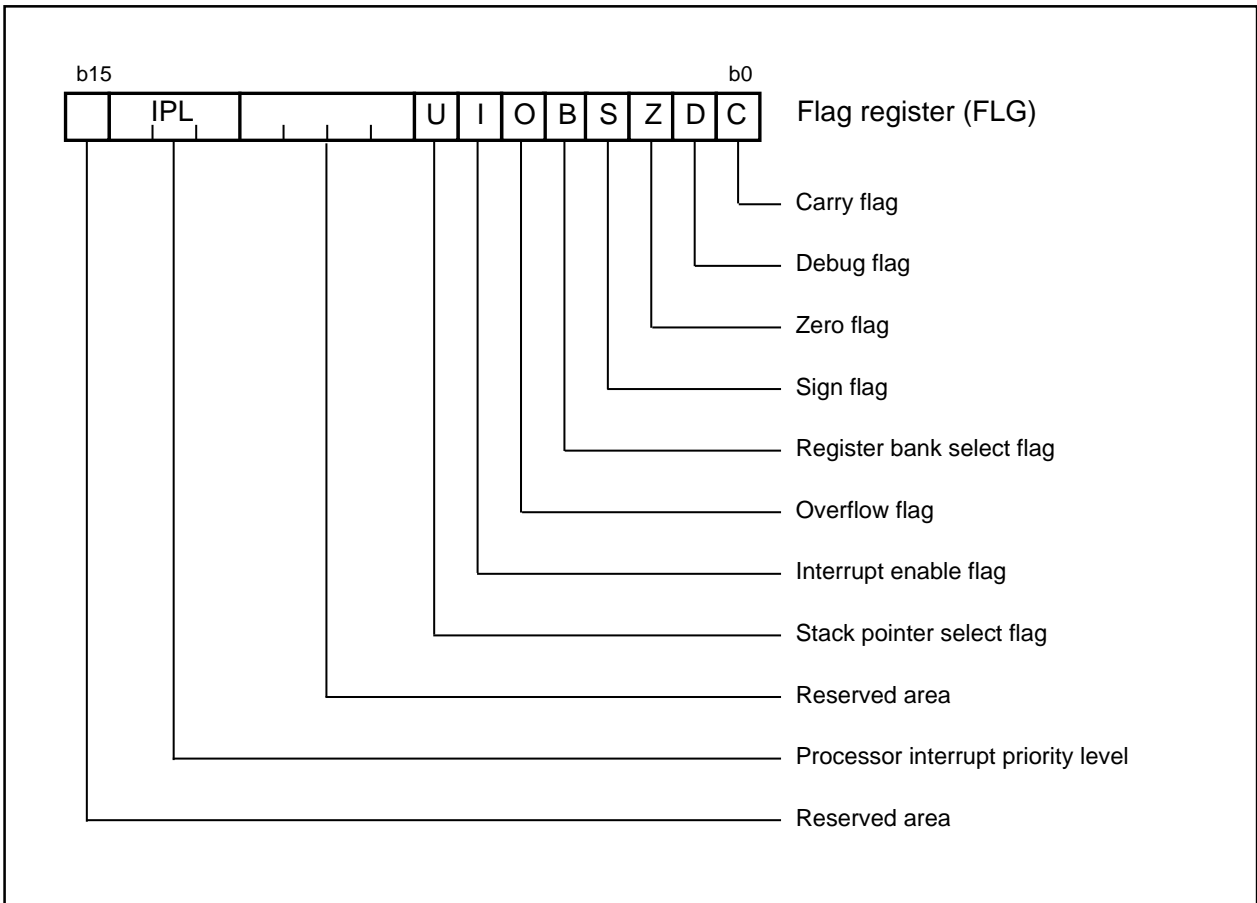 b15 b0
IPL U I O B S Z D C Flag register (FLG)
Carry flag
Debug flag
Zero flag
Sign flag
Register bank select flag
Overflow flag
Interrupt enable flag
Stack pointer select flag
Reserved area
Processor interrupt priority level
Reserved area